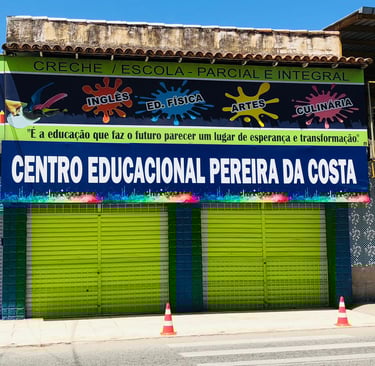 CRECHE / ESCOLA - PARCIAL E INTEGRAL
INGLÊS
ED. FÍSICA
ARTES
CULINÁRIA
"É a educação que faz o futuro parecer um lugar de esperança e transformação"
CENTRO EDUCACIONAL PEREIRA DA COSTA